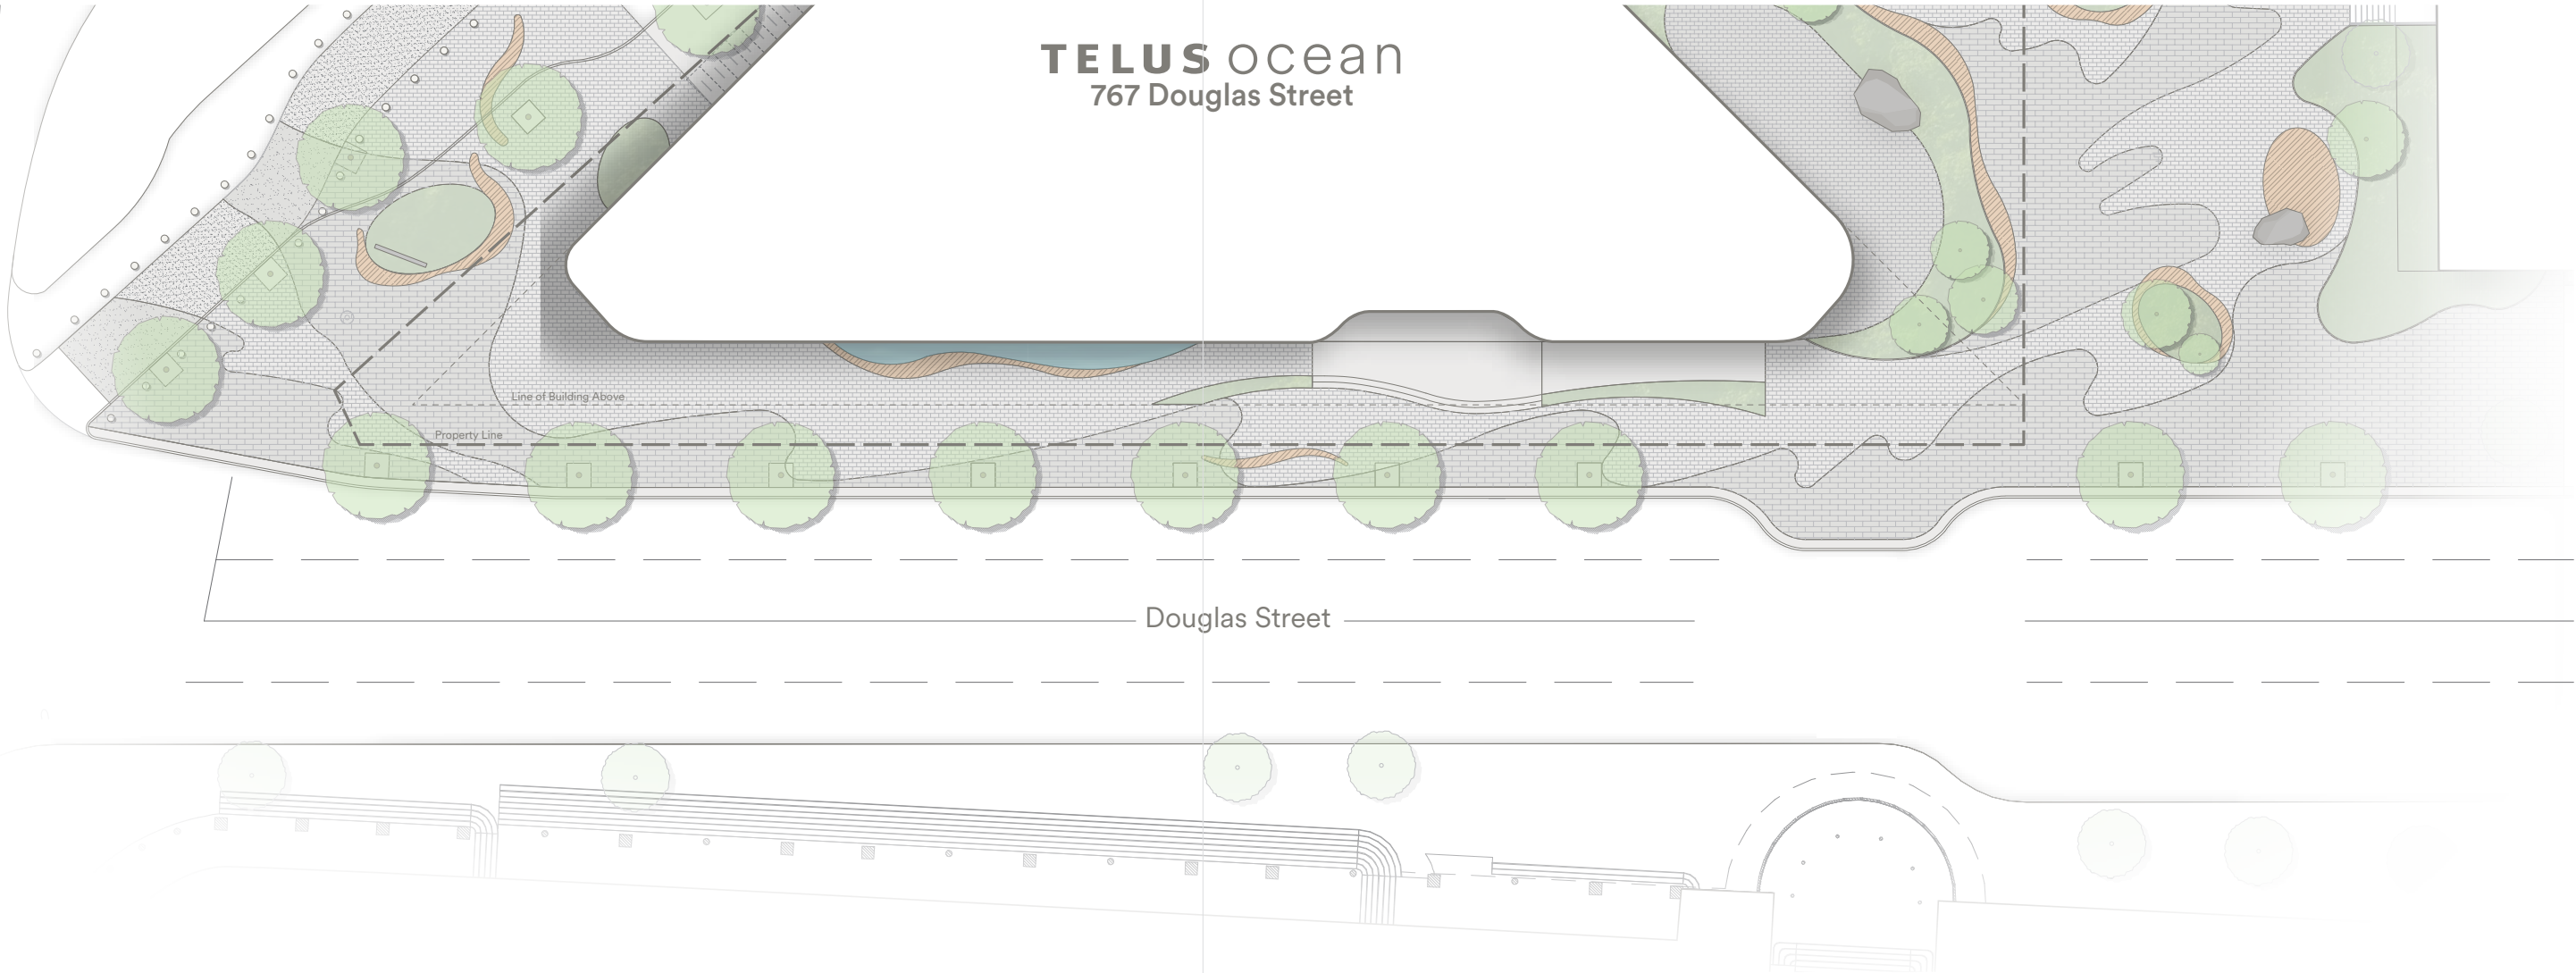 TELUS ocean
767 Douglas Street
Line of Building Above
Property Line
Douglas Street